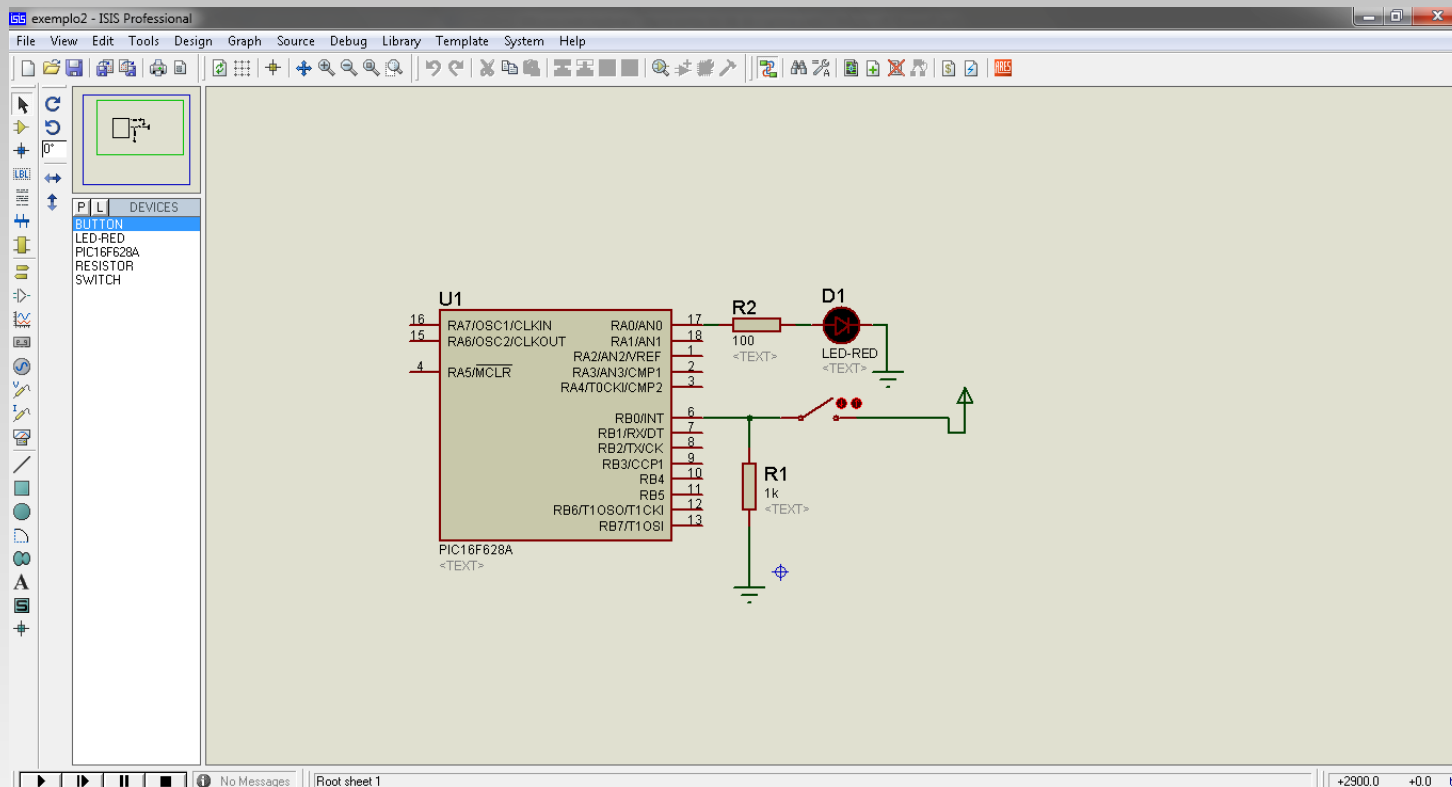 exemplo2 - ISIS Professional
File View Edit Tools Design Graph Source Debug Library Template System Help
ARES
0°
LBL
P L DEVICES
BUTTON
LED-RED
PIC16F628A
RESISTOR
SWITCH
A
S
U1
16 RA7/OSC1/CLKIN
15 RA6/OSC2/CLKOUT
4 RA5/MCLR
RA0/AN0 17
RA1/AN1 18
RA2/AN2/VREF 1
RA3/AN3/CMP1 2
RA4/T0CKI/CMP2 3
RB0/INT 6
RB1/RX/DT 7
RB2/TX/CK 8
RB3/CCP1 9
RB4 10
RB5 11
RB6/T1OSO/T1CKI 12
RB7/T1OSI 13
PIC16F628A
<TEXT>
R2
100
<TEXT>
D1
LED-RED
<TEXT>
R1
1k
<TEXT>
No Messages Root sheet 1 +2900.0 +0.0